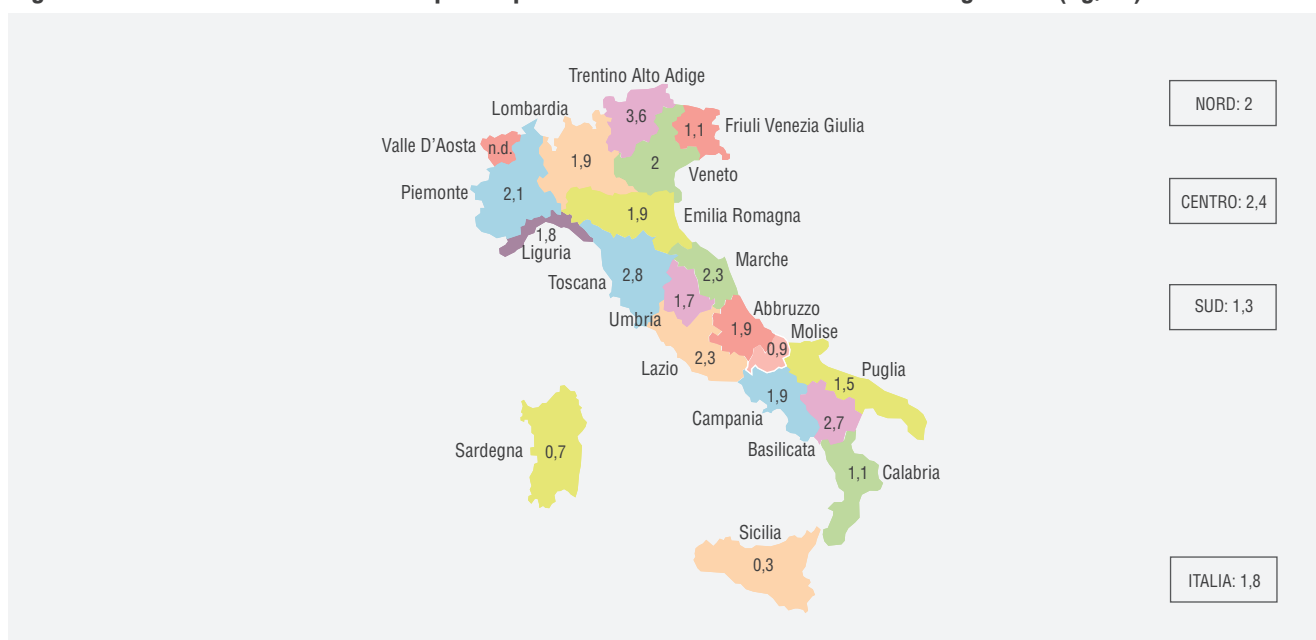 Trentino Alto Adige
3,6
Lombardia
1,9
Friuli Venezia Giulia
1,1
Valle D'Aosta
n.d.
Veneto
2
Piemonte
2,1
Emilia Romagna
1,9
Liguria
1,8
Marche
2,3
Toscana
2,8
Umbria
1,7
Abbruzzo
1,9
Molise
0,9
Lazio
2,3
Puglia
1,5
Campania
1,9
Basilicata
2,7
Sardegna
0,7
Calabria
1,1
Sicilia
0,3
NORD: 2
CENTRO: 2,4
SUD: 1,3
ITALIA: 1,8